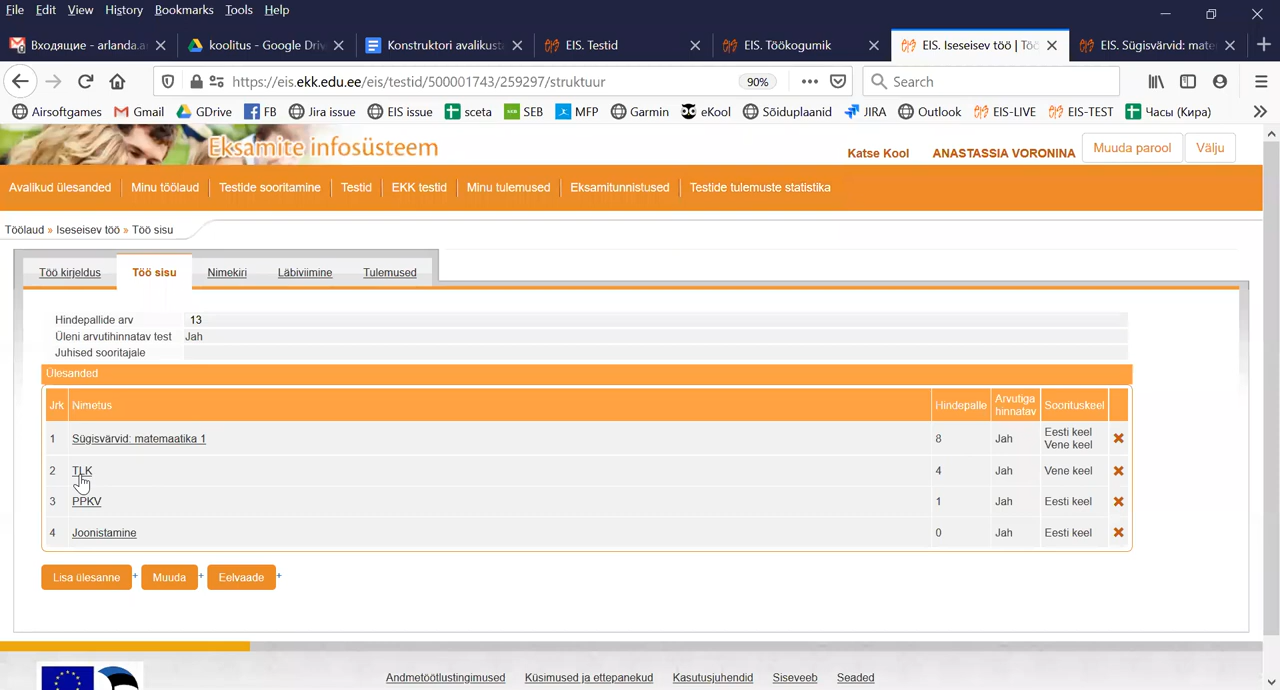 File Edit View History Bookmarks Tools Help
Входящие - arlanda.a
koolitus - Google Driv
Konstruktori avalikusta
EIS. Testid
EIS. Töökogumik
EIS. Iseseisev töö | Töö
EIS. Sügisvärvid: mate
https://eis.ekk.edu.ee/eis/testid/500001743/259297/struktuur
90%
Search
Airsoftgames Gmail GDrive FB Jira issue EIS issue sceta SEB MFP Garmin eKool Sõiduplaanid JIRA Outlook EIS-LIVE EIS-TEST Часы (Кира)
Eksamite infosüsteem
Katse Kool ANASTASSIA VORONINA Muuda parool Välju
Avalikud ülesanded Minu töölaud Testide sooritamine Testid EKK testid Minu tulemused Eksamitunnistused Testide tulemuste statistika
Töölaud » Iseseisev töö » Töö sisu
Töö kirjeldus Töö sisu Nimekiri Läbiviimine Tulemused
Hindepallide arv 13
Üleni arvutihinnatav test Jah
Juhised sooritajale
Ülesanded
Jrk Nimetus Hindepalle Arvutiga hinnatav Soorituskeel
1 Sügisvärvid: matemaatika 1 8 Jah Eesti keel Vene keel
2 TLK 4 Jah Vene keel
3 PPKV 1 Jah Eesti keel
4 Joonistamine 0 Jah Eesti keel
Lisa ülesanne + Muuda + Eelvaade +
Andmetöötlustingimused Küsimused ja ettepanekud Kasutusjuhendid Siseveeb Seaded